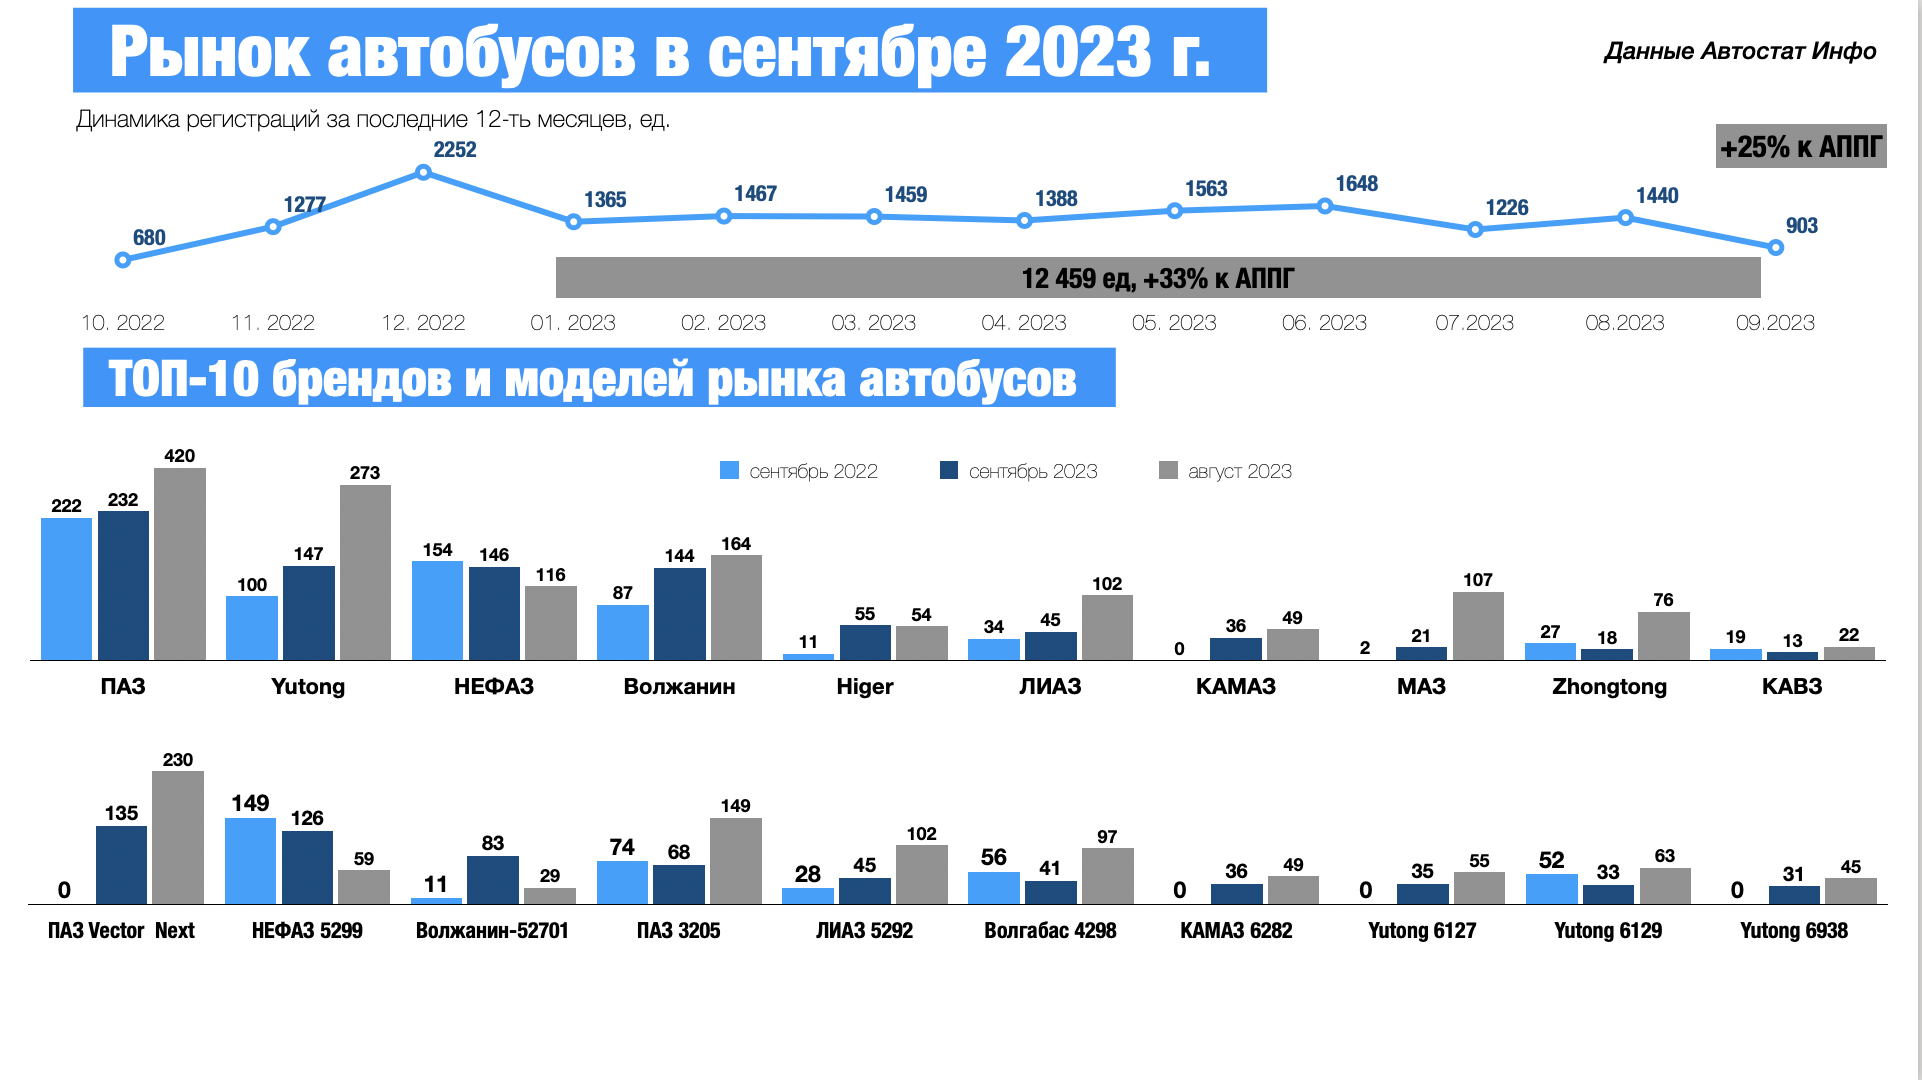 Рынок автобусов в сентябре 2023 г.
Данные Автостат Инфо
Динамика регистраций за последние 12-ть месяцев, ед.
+25% к АППГ
680
1277
2252
1365
1467
1459
1388
1563
1648
1226
1440
903
12 459 ед, +33% к АППГ
10. 2022 11. 2022 12. 2022 01. 2023 02. 2023 03. 2023 04. 2023 05. 2023 06. 2023 07.2023 08.2023 09.2023
ТОП-10 брендов и моделей рынка автобусов
сентябрь 2022 сентябрь 2023 август 2023
222 232 420
100 147 273
154 146 116
87 144 164
11 55 54
34 45 102
0 36 49
2 21 107
27 18 76
19 13 22
ПАЗ Yutong НЕФАЗ Волжанин Higer ЛИАЗ КАМАЗ МАЗ Zhongtong КАВЗ
0 135 230
149 126 59
11 83 29
74 68 149
28 45 102
56 41 97
0 36 49
0 35 55
52 33 63
0 31 45
ПАЗ Vector Next НЕФАЗ 5299 Волжанин-52701 ПАЗ 3205 ЛИАЗ 5292 Волгабас 4298 КАМАЗ 6282 Yutong 6127 Yutong 6129 Yutong 6938